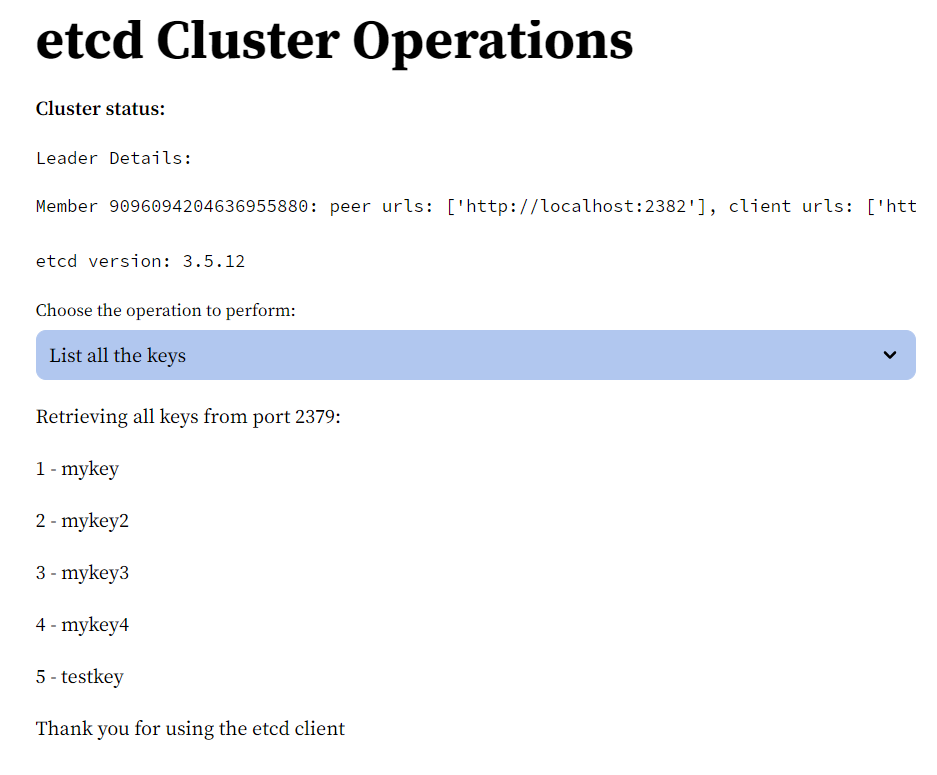 etcd Cluster Operations
Cluster status:
Leader Details:
Member 9096094204636955880: peer urls: ['http://localhost:2382'], client urls: ['htt
etcd version: 3.5.12
Choose the operation to perform:
List all the keys
Retrieving all keys from port 2379:
1 - mykey
2 - mykey2
3 - mykey3
4 - mykey4
5 - testkey
Thank you for using the etcd client